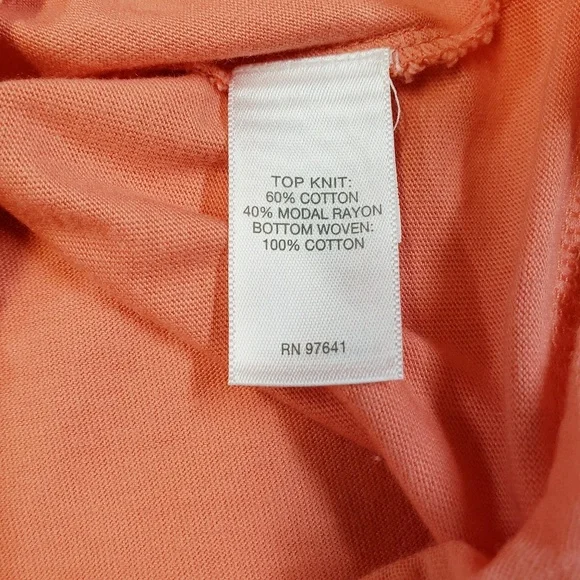 TOP KNIT:
60% COTTON
40% MODAL RAYON
BOTTOM WOVEN:
100% COTTON
RN 97641